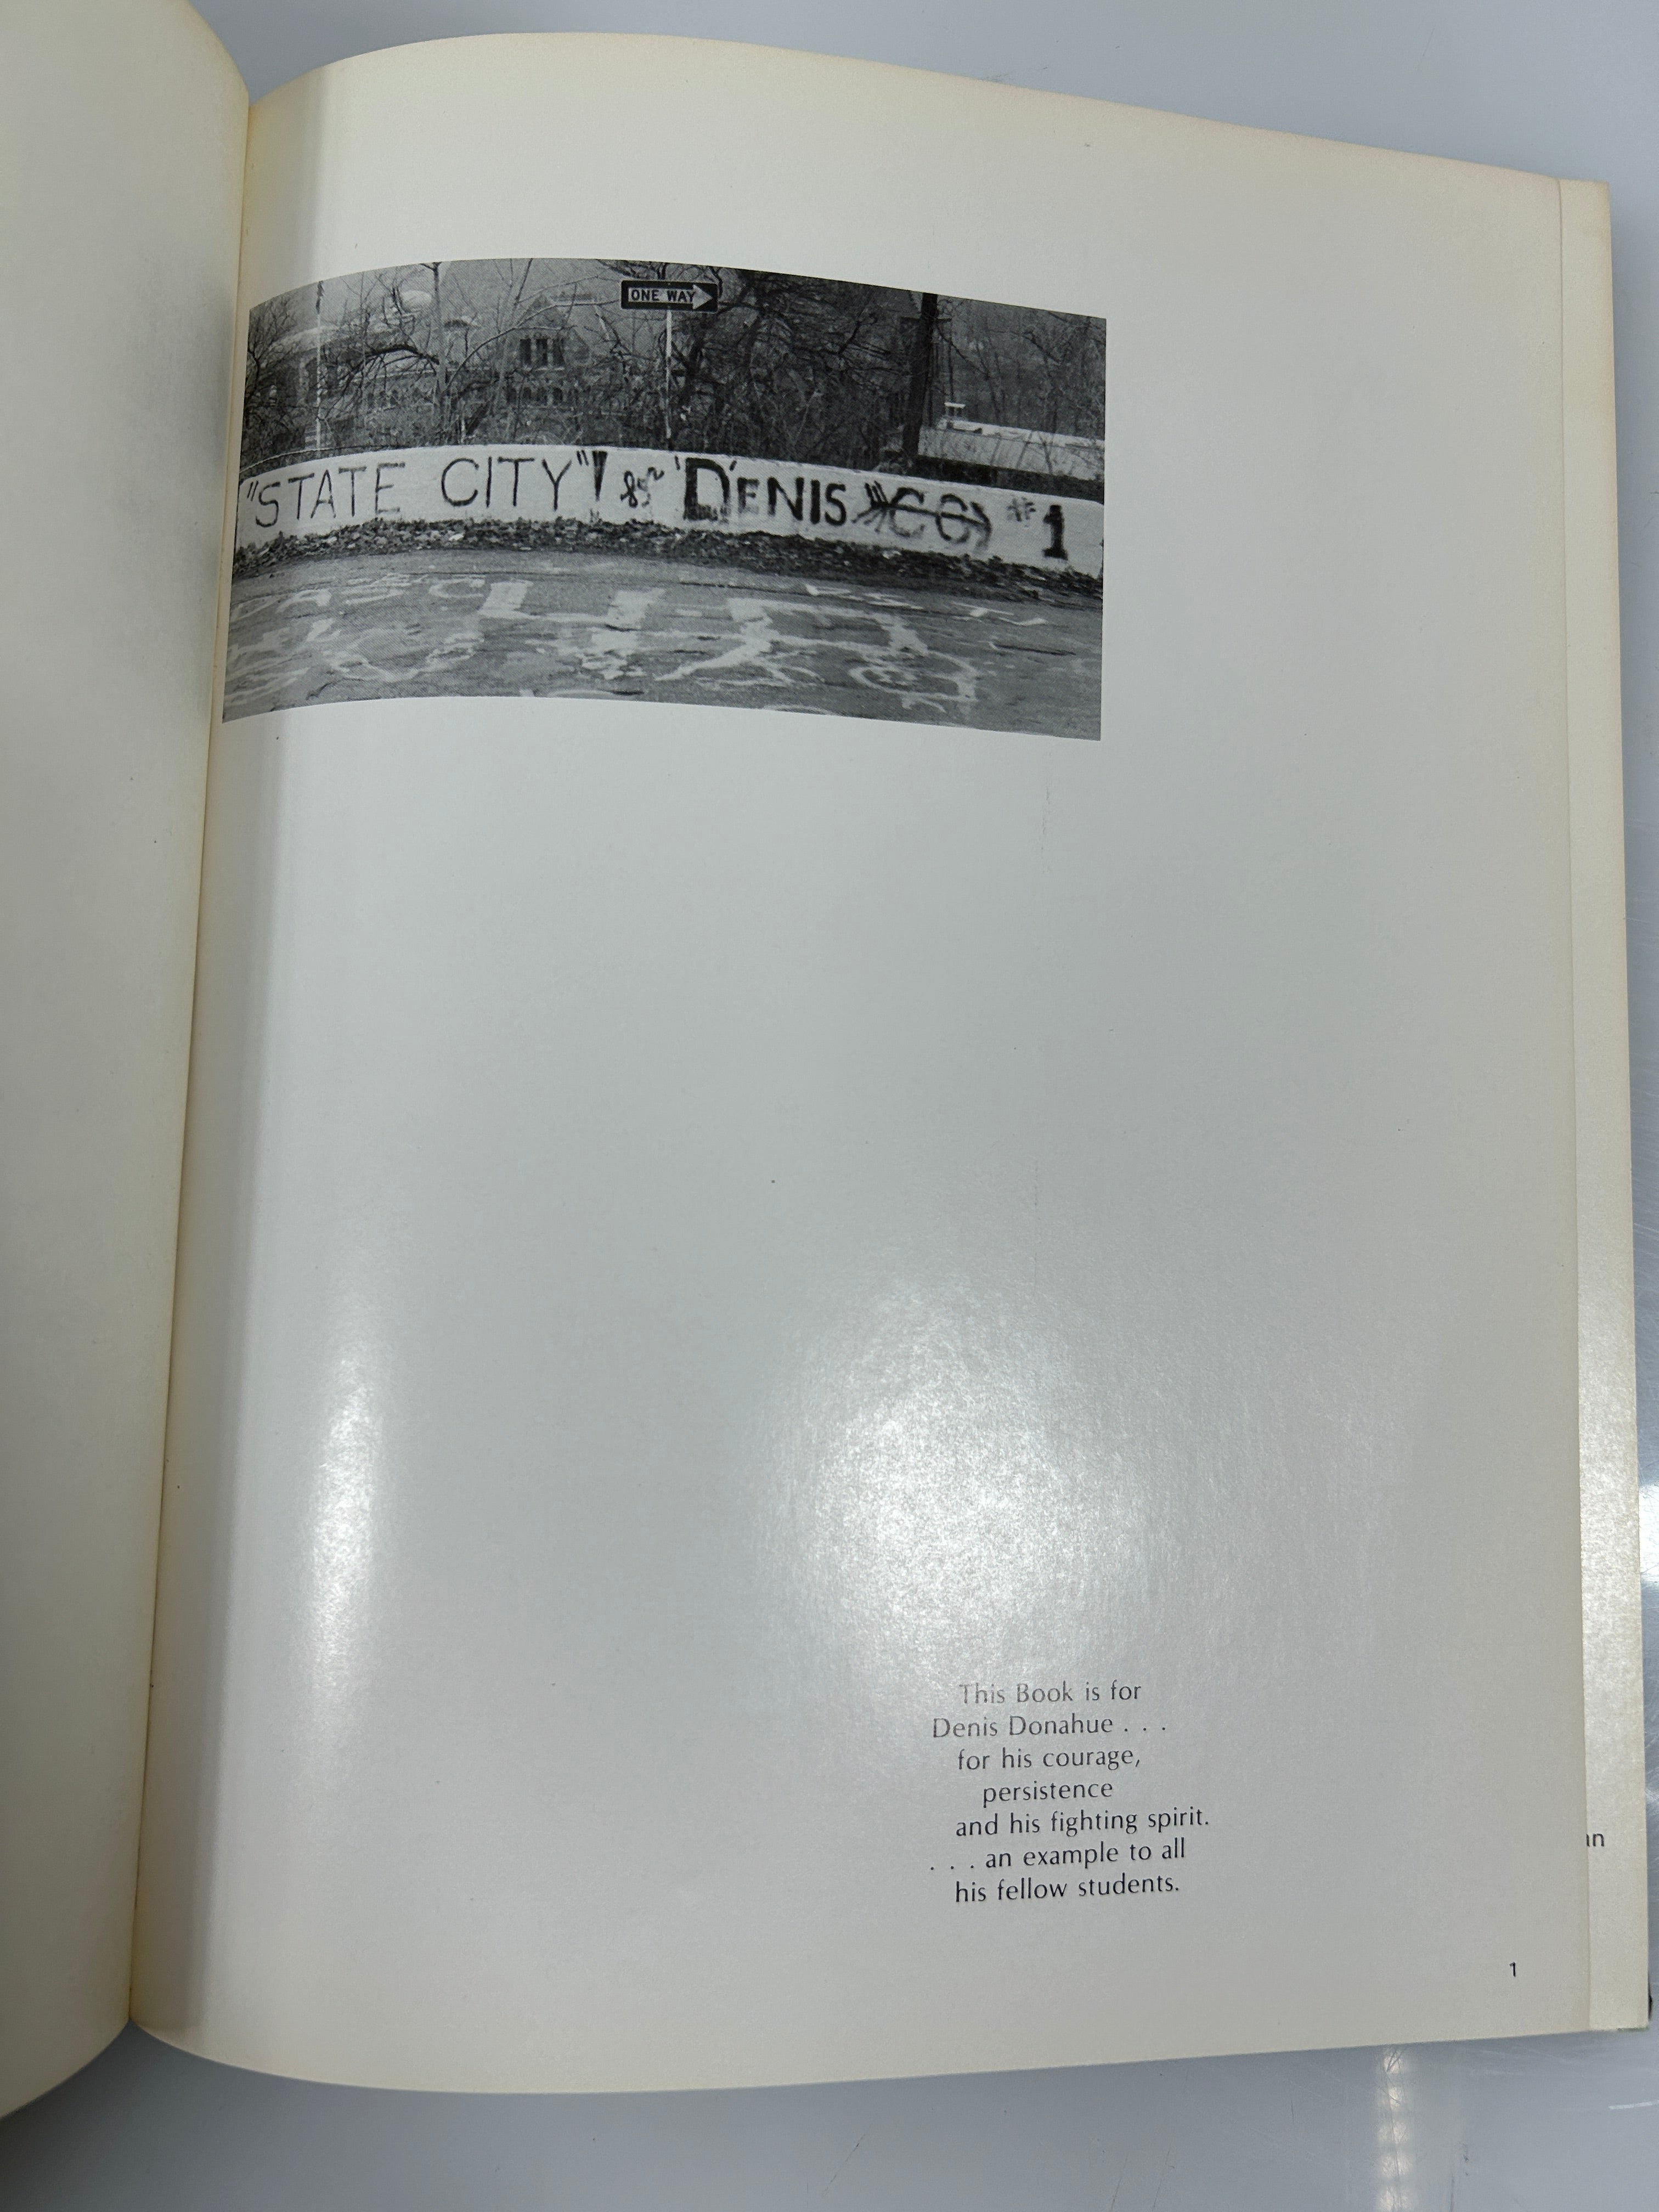 ONE WAY
"STATE CITY"! 'DENIS #1
This Book is for
Denis Donahue . . .
for his courage,
persistence
and his fighting spirit.
. . . an example to all
his fellow students.
1